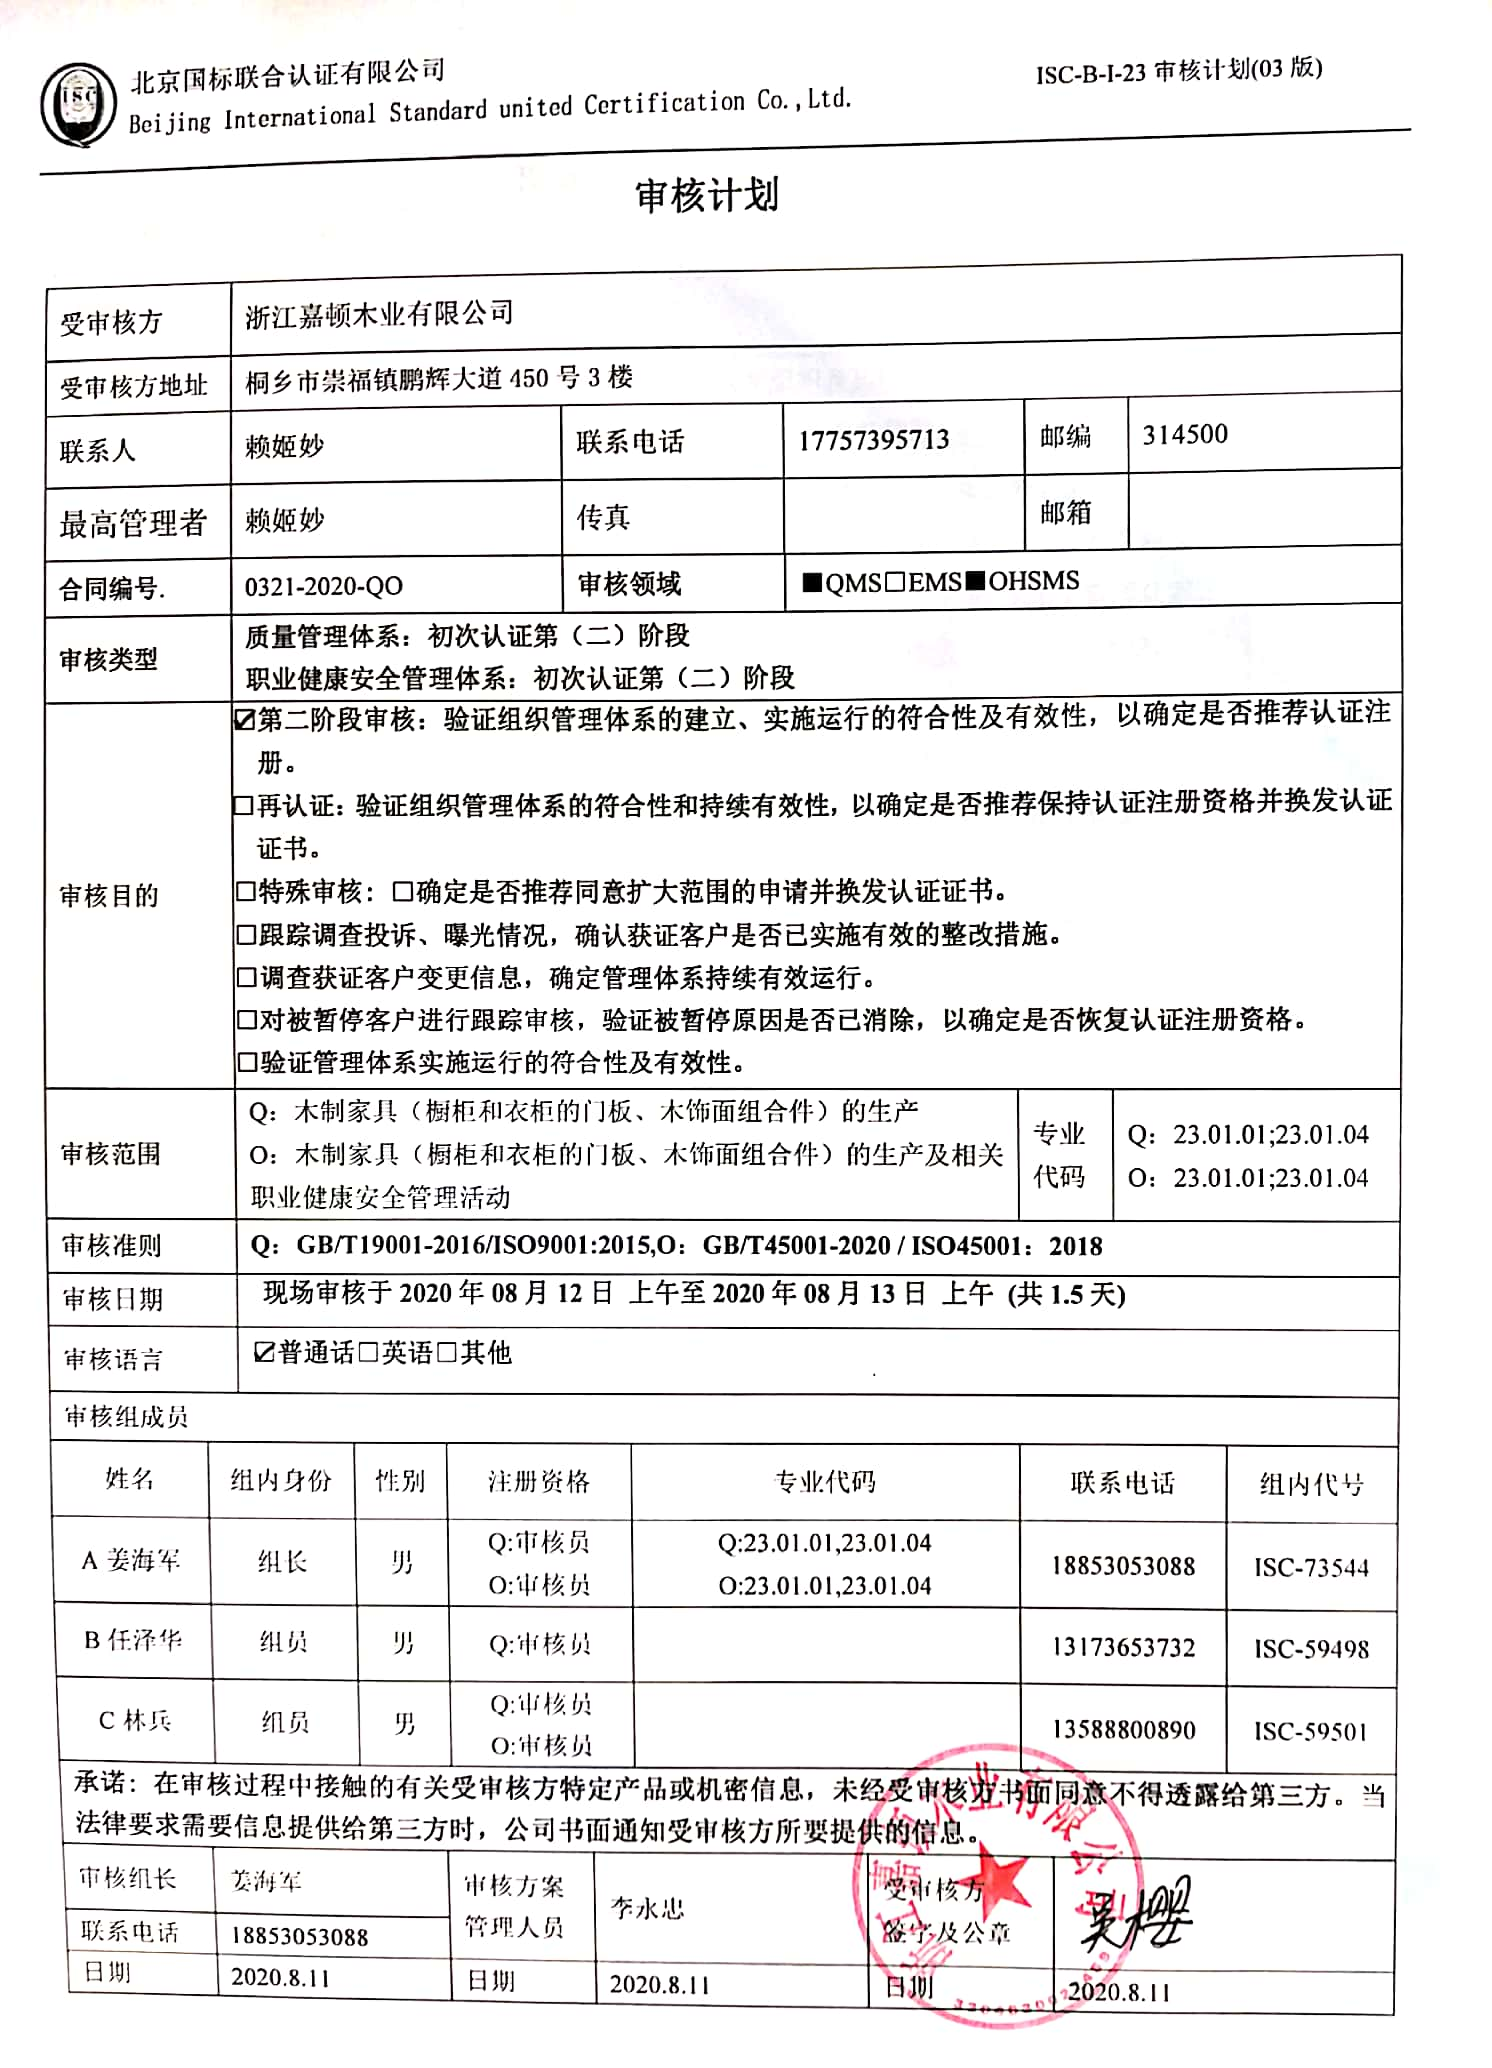 ISC
北京国标联合认证有限公司
Beijing International Standard united Certification Co.,Ltd.
ISC-B-I-23 审核计划(03 版)
审核计划
受审核方 浙江嘉顿木业有限公司
受审核方地址 桐乡市崇福镇鹏辉大道 450 号 3 楼
联系人 赖姬妙 联系电话 17757395713 邮编 314500
最高管理者 赖姬妙 传真 邮箱
合同编号. 0321-2020-QO 审核领域 ■QMS□EMS■OHSMS
审核类型
质量管理体系：初次认证第（二）阶段
职业健康安全管理体系：初次认证第（二）阶段
审核目的
☑第二阶段审核：验证组织管理体系的建立、实施运行的符合性及有效性，以确定是否推荐认证注
册。
□再认证：验证组织管理体系的符合性和持续有效性，以确定是否推荐保持认证注册资格并换发认证
证书。
□特殊审核：□确定是否推荐同意扩大范围的申请并换发认证证书。
□跟踪调查投诉、曝光情况，确认获证客户是否已实施有效的整改措施。
□调查获证客户变更信息，确定管理体系持续有效运行。
□对被暂停客户进行跟踪审核，验证被暂停原因是否已消除，以确定是否恢复认证注册资格。
□验证管理体系实施运行的符合性及有效性。
审核范围
Q：木制家具（橱柜和衣柜的门板、木饰面组合件）的生产
O：木制家具（橱柜和衣柜的门板、木饰面组合件）的生产及相关
职业健康安全管理活动
专业
代码
Q：23.01.01;23.01.04
O：23.01.01;23.01.04
审核准则 Q：GB/T19001-2016/ISO9001:2015,O：GB/T45001-2020 / ISO45001：2018
审核日期 现场审核于 2020 年 08 月 12 日 上午至 2020 年 08 月 13 日 上午 (共 1.5 天)
审核语言 ☑普通话□英语□其他
审核组成员
姓名 组内身份 性别 注册资格 专业代码 联系电话 组内代号
A 姜海军 组长 男 Q:审核员 Q:23.01.01,23.01.04 18853053088 ISC-73544
O:审核员 O:23.01.01,23.01.04
B 任泽华 组员 男 Q:审核员 13173653732 ISC-59498
C 林兵 组员 男 Q:审核员 13588800890 ISC-59501
O:审核员
承诺：在审核过程中接触的有关受审核方特定产品或机密信息，未经受审核方书面同意不得透露给第三方。当
法律要求需要信息提供给第三方时，公司书面通知受审核方所要提供的信息。
审核组长 姜海军 审核方案
管理人员 李永忠 受审核方
签字及公章 吴樱
联系电话 18853053088
日期 2020.8.11 日期 2020.8.11 日期 2020.8.11
浙江嘉顿木业有限公司